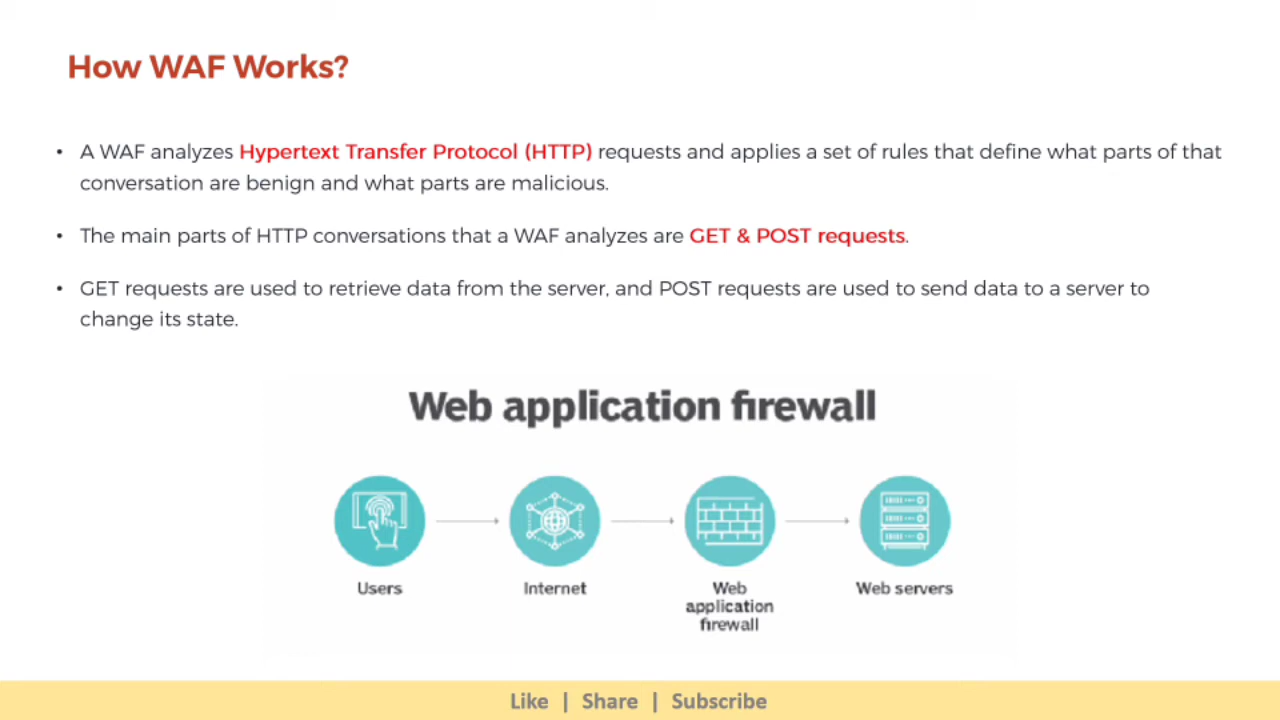 How WAF Works?
• A WAF analyzes Hypertext Transfer Protocol (HTTP) requests and applies a set of rules that define what parts of that
conversation are benign and what parts are malicious.
• The main parts of HTTP conversations that a WAF analyzes are GET & POST requests.
• GET requests are used to retrieve data from the server, and POST requests are used to send data to a server to
change its state.
Web application firewall
Users
Internet
Web
application
firewall
Web servers
Like | Share | Subscribe